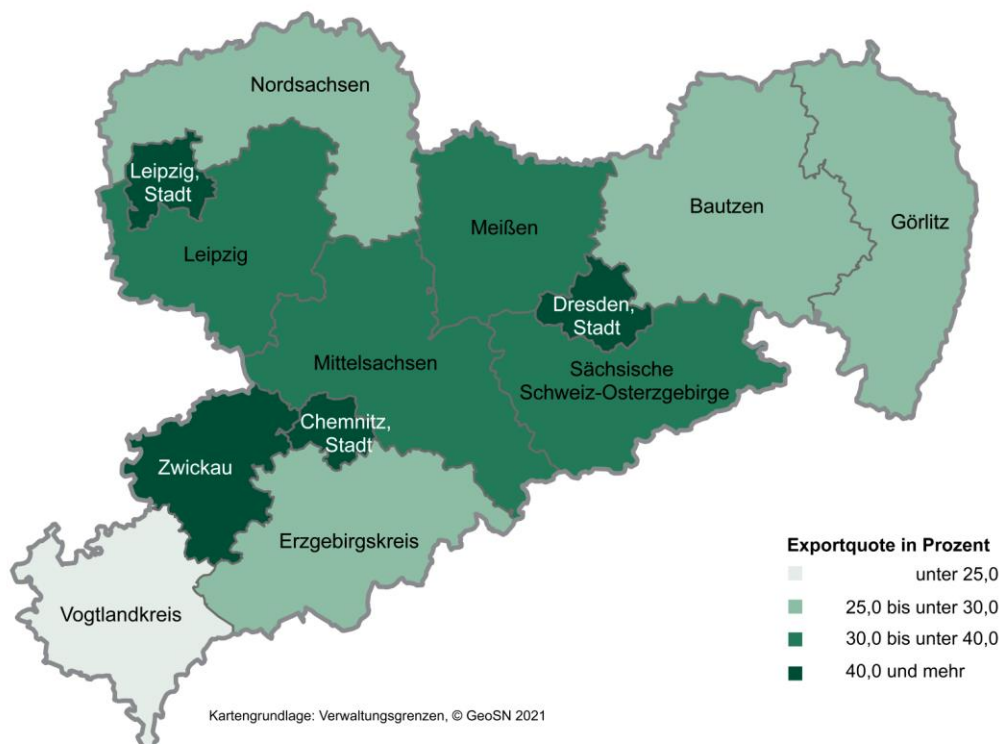 Nordsachsen
Leipzig,
Stadt
Leipzig
Meißen
Bautzen
Görlitz
Dresden,
Stadt
Mittelsachsen
Sächsische
Schweiz-Osterzgebirge
Chemnitz,
Stadt
Zwickau
Erzgebirgskreis
Vogtlandkreis
Exportquote in Prozent
unter 25,0
25,0 bis unter 30,0
30,0 bis unter 40,0
40,0 und mehr
Kartengrundlage: Verwaltungsgrenzen, © GeoSN 2021